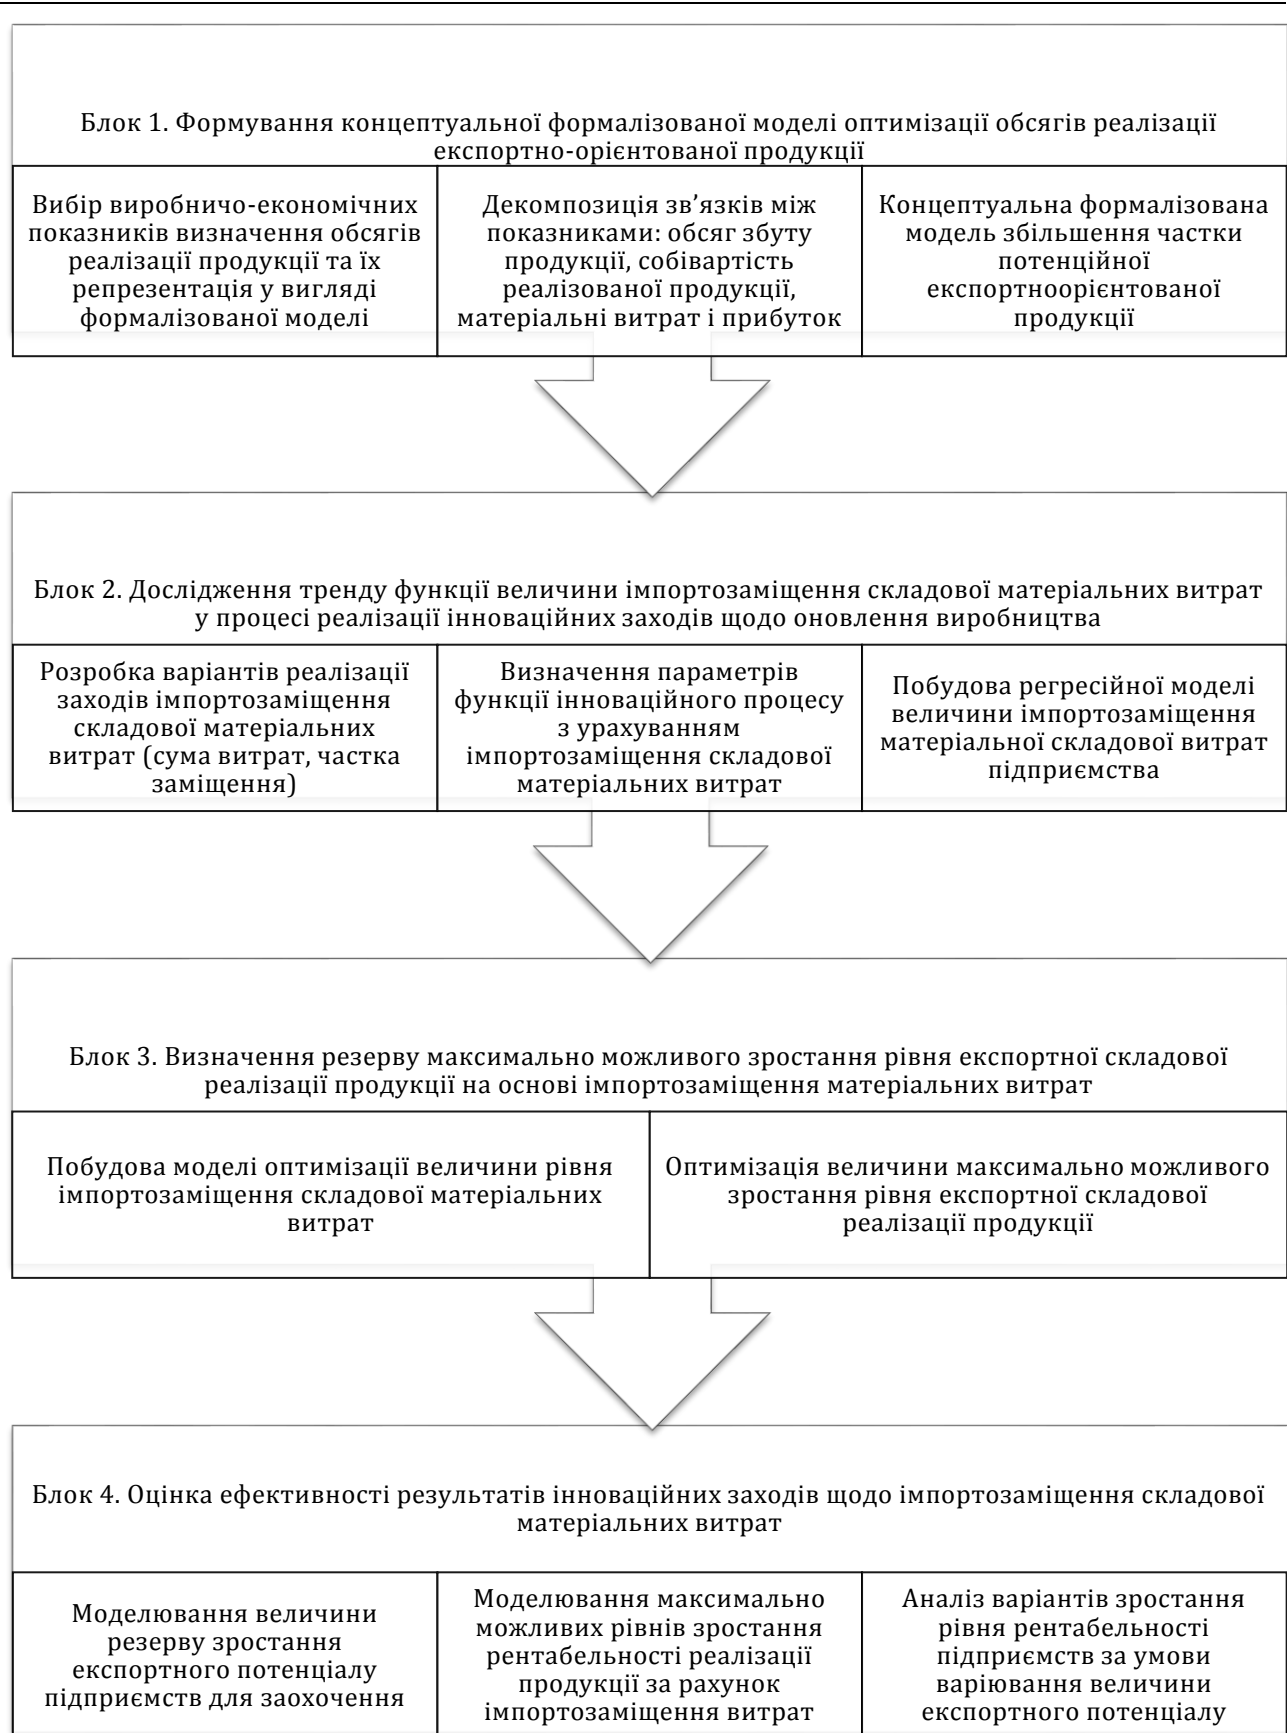 Блок 1. Формування концептуальної формалізованої моделі оптимізації обсягів реалізації
експортно-орієнтованої продукції
Вибір виробничо-економічних
показників визначення обсягів
реалізації продукції та їх
репрезентація у вигляді
формалізованої моделі
Декомпозиція зв’язків між
показниками: обсяг збуту
продукції, собівартість
реалізованої продукції,
матеріальні витрат і прибуток
Концептуальна формалізована
модель збільшення частки
потенційної
експортноорієнтованої
продукції
Блок 2. Дослідження тренду функції величини імпортозаміщення складової матеріальних витрат
у процесі реалізації інноваційних заходів щодо оновлення виробництва
Розробка варіантів реалізації
заходів імпортозаміщення
складової матеріальних
витрат (сума витрат, частка
заміщення)
Визначення параметрів
функції інноваційного процесу
з урахуванням
імпортозаміщення складової
матеріальних витрат
Побудова регресійної моделі
величини імпортозаміщення
матеріальної складової витрат
підприємства
Блок 3. Визначення резерву максимально можливого зростання рівня експортної складової
реалізації продукції на основі імпортозаміщення матеріальних витрат
Побудова моделі оптимізації величини рівня
імпортозаміщення складової матеріальних
витрат
Оптимізація величини максимально можливого
зростання рівня експортної складової
реалізації продукції
Блок 4. Оцінка ефективності результатів інноваційних заходів щодо імпортозаміщення складової
матеріальних витрат
Моделювання величини
резерву зростання
експортного потенціалу
підприємств для заохочення
Моделювання максимально
можливих рівнів зростання
рентабельності реалізації
продукції за рахунок
імпортозаміщення витрат
Аналіз варіантів зростання
рівня рентабельності
підприємств за умови
варіювання величини
експортного потенціалу